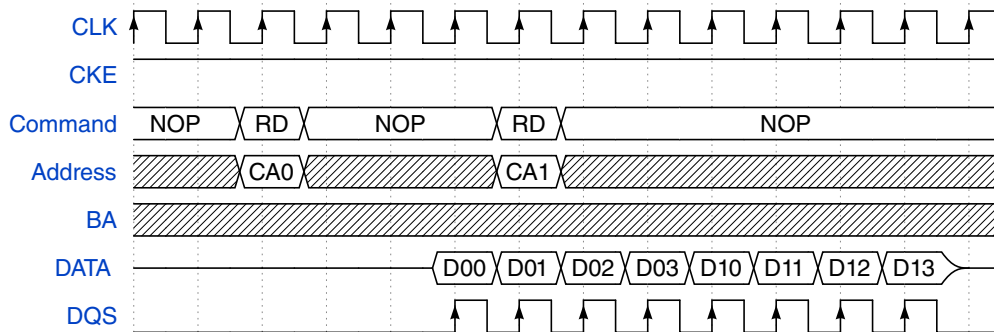 CLK
CKE
Command NOP RD NOP RD NOP
Address CA0 CA1
BA
DATA D00 D01 D02 D03 D10 D11 D12 D13
DQS